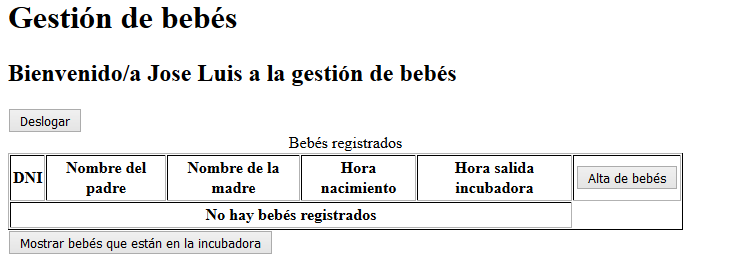 Gestión de bebés
Bienvenido/a Jose Luis a la gestión de bebés
Deslogar
Bebés registrados
DNI
Nombre del
padre
Nombre de la
madre
Hora
nacimiento
Hora salida
incubadora
Alta de bebés
No hay bebés registrados
Mostrar bebés que están en la incubadora